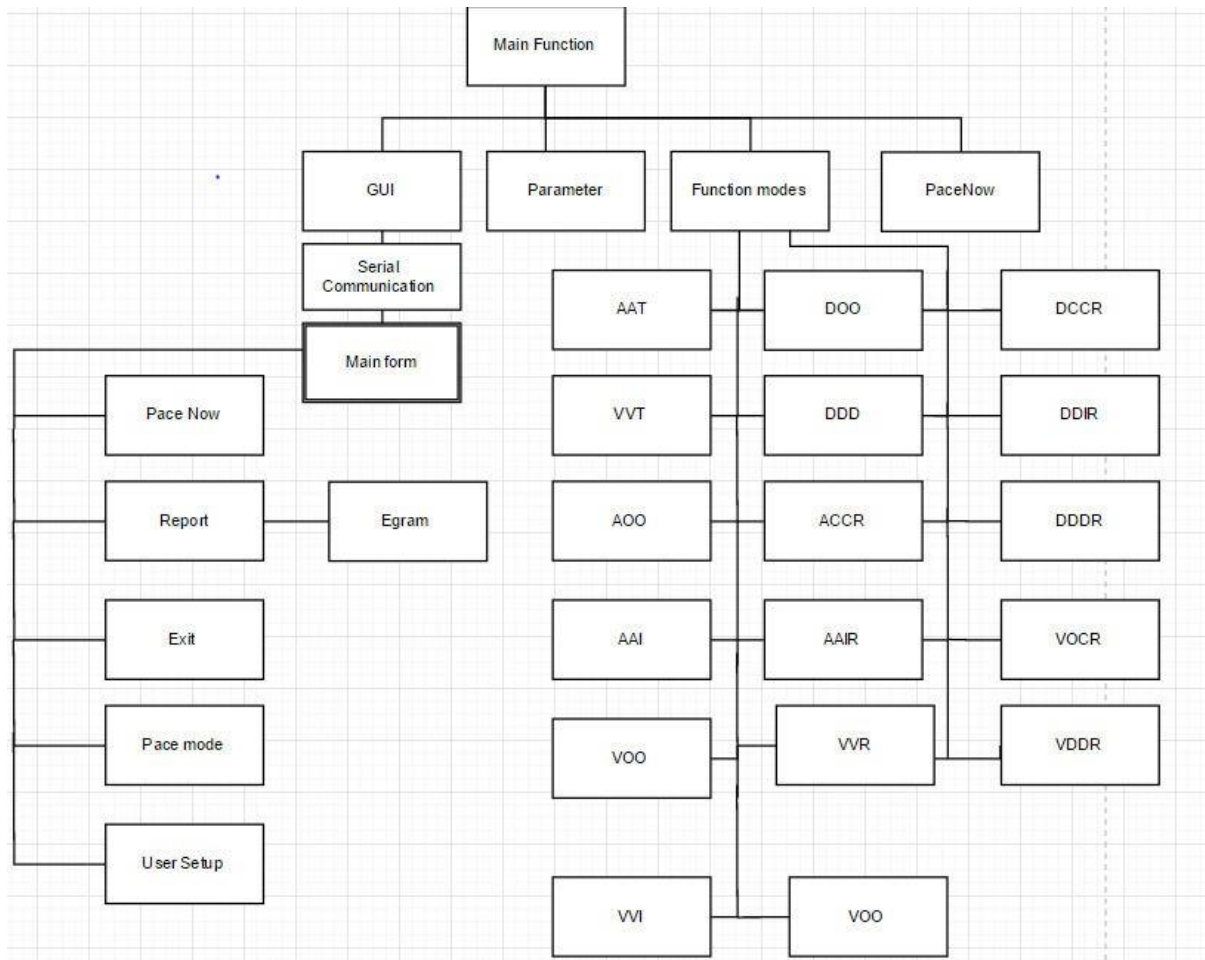 Main Function
GUI
Parameter
Function modes
PaceNow
Serial
Communication
Main form
Pace Now
Report
Egram
Exit
Pace mode
User Setup
AAT
DOO
DCCR
VVT
DDD
DDIR
AOO
ACCR
DDDR
AAI
AAIR
VOCR
VOO
VVR
VDDR
VVI
VOO